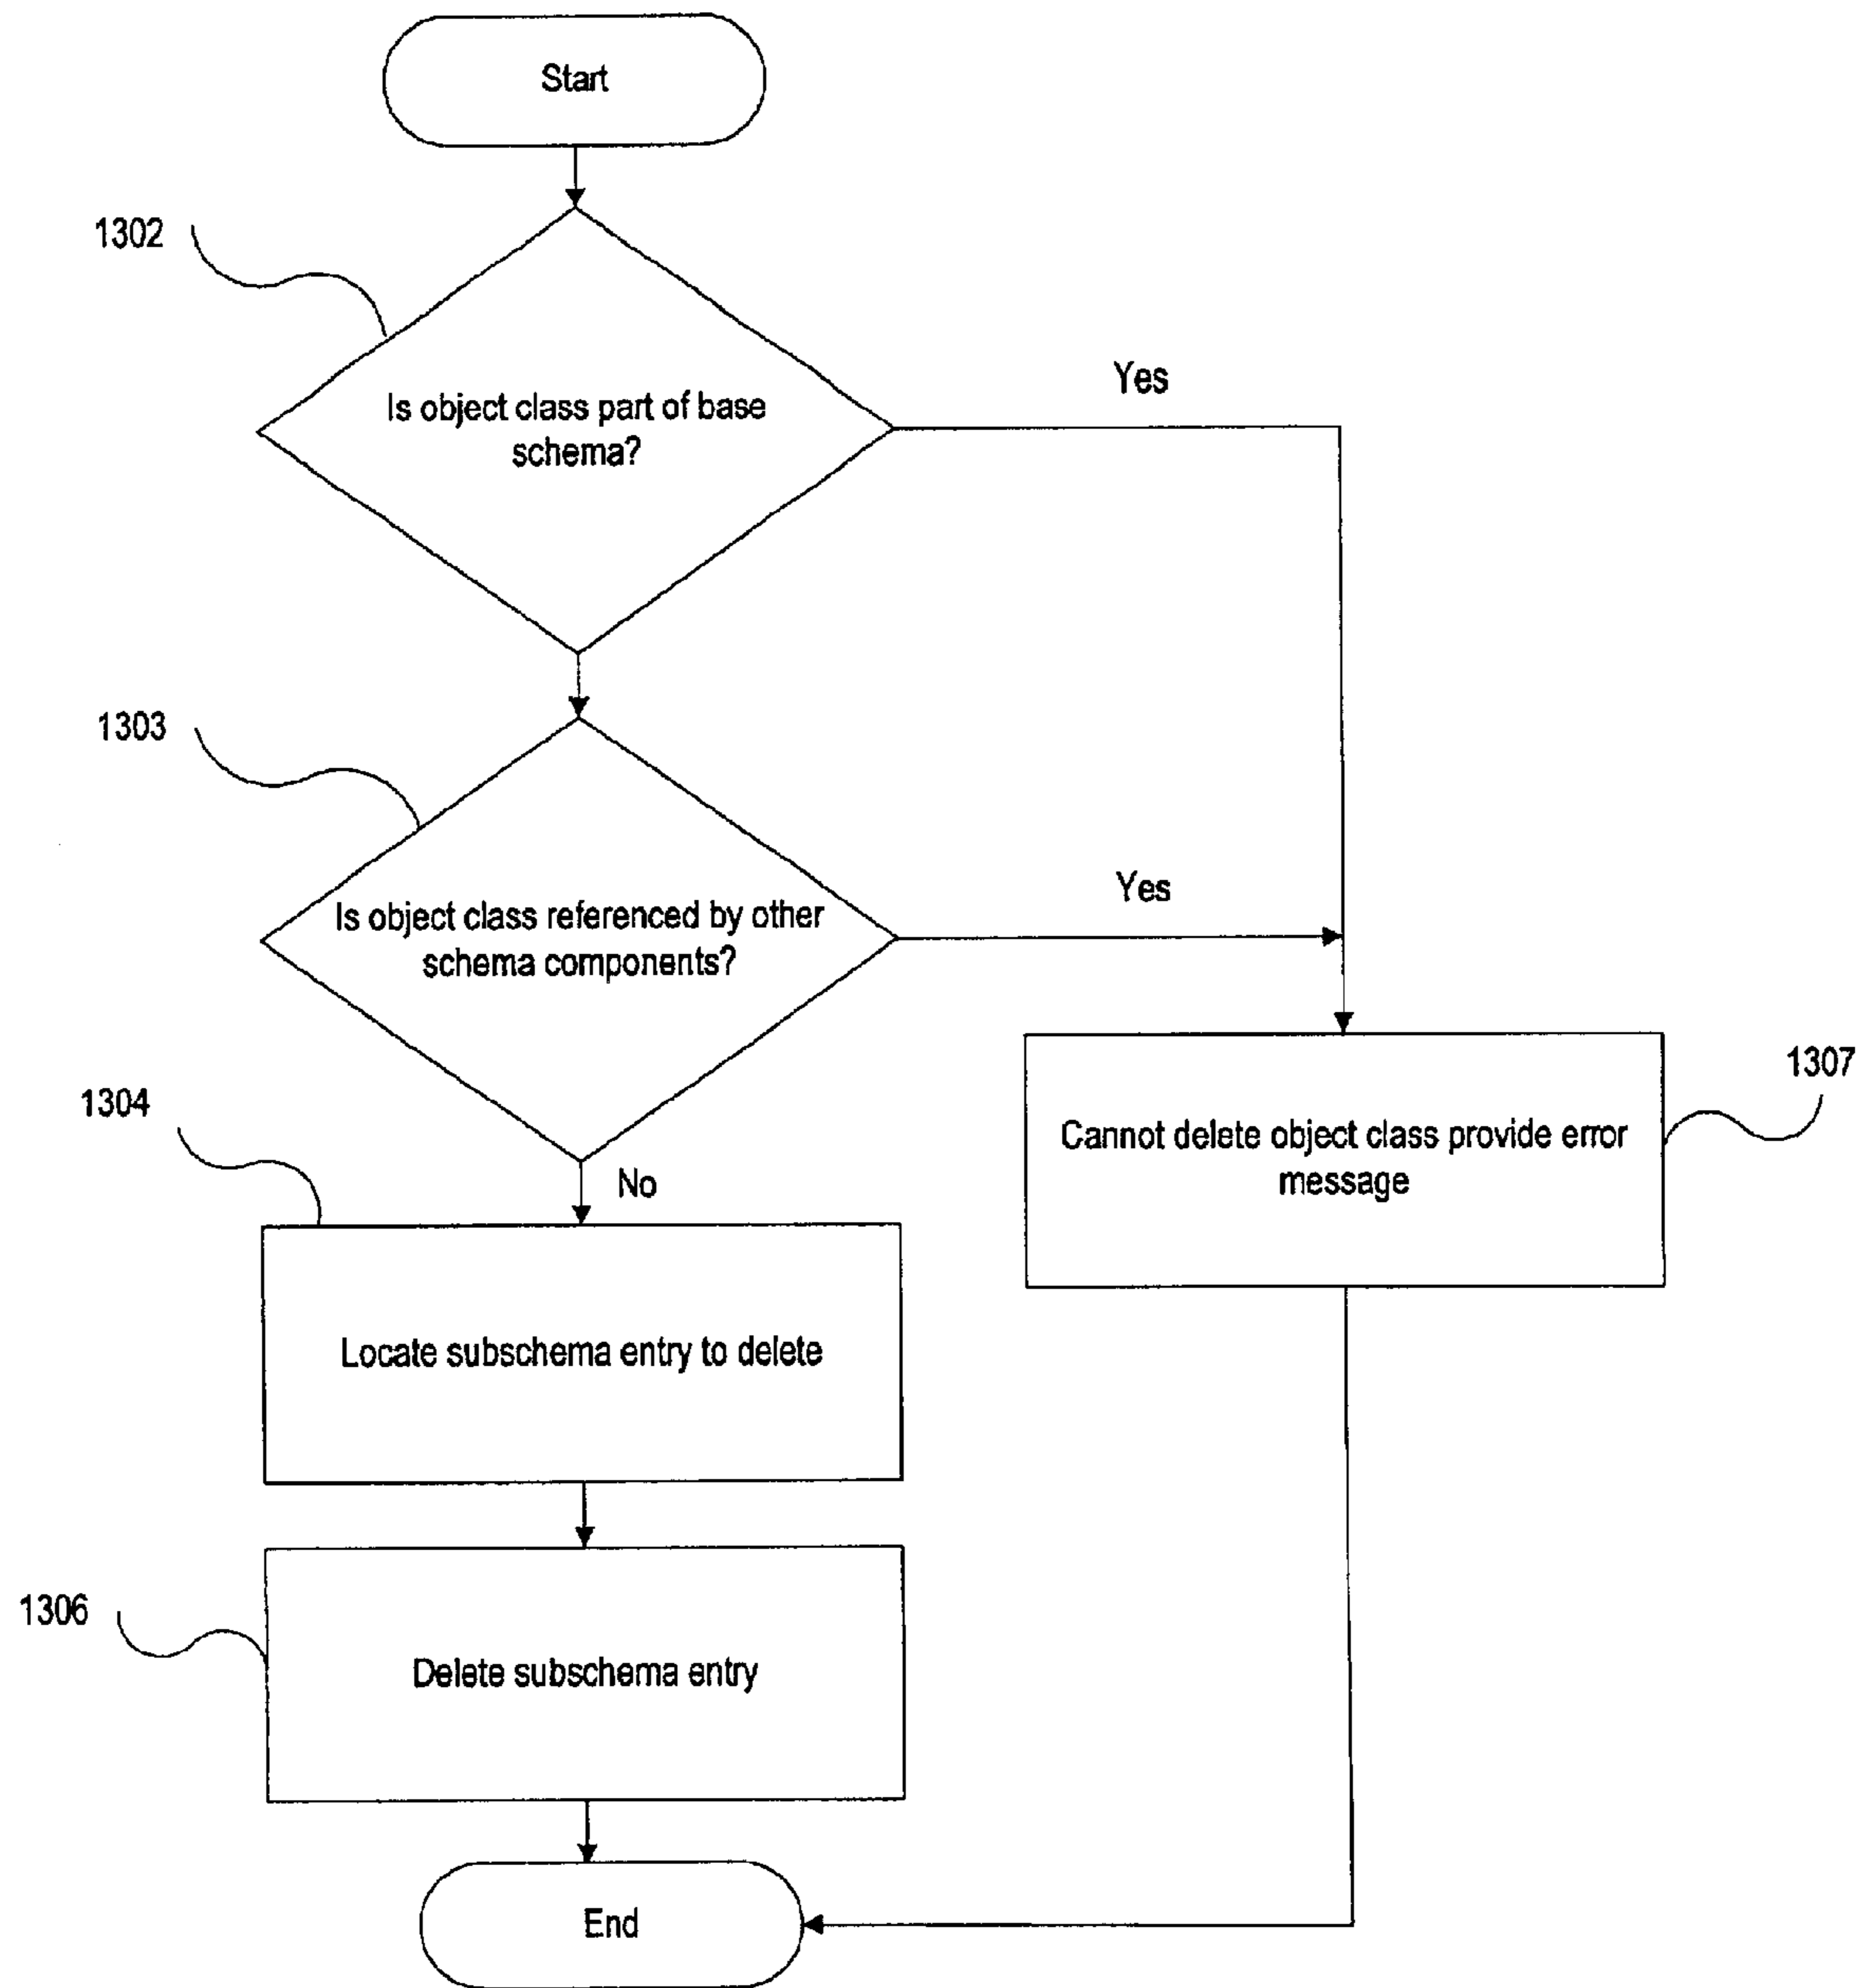 Start
1302
Is object class part of base
schema?
Yes
1303
Is object class referenced by other
schema components?
Yes
1304
No
Cannot delete object class provide error
message
1307
Locate subschema entry to delete
1306
Delete subschema entry
End